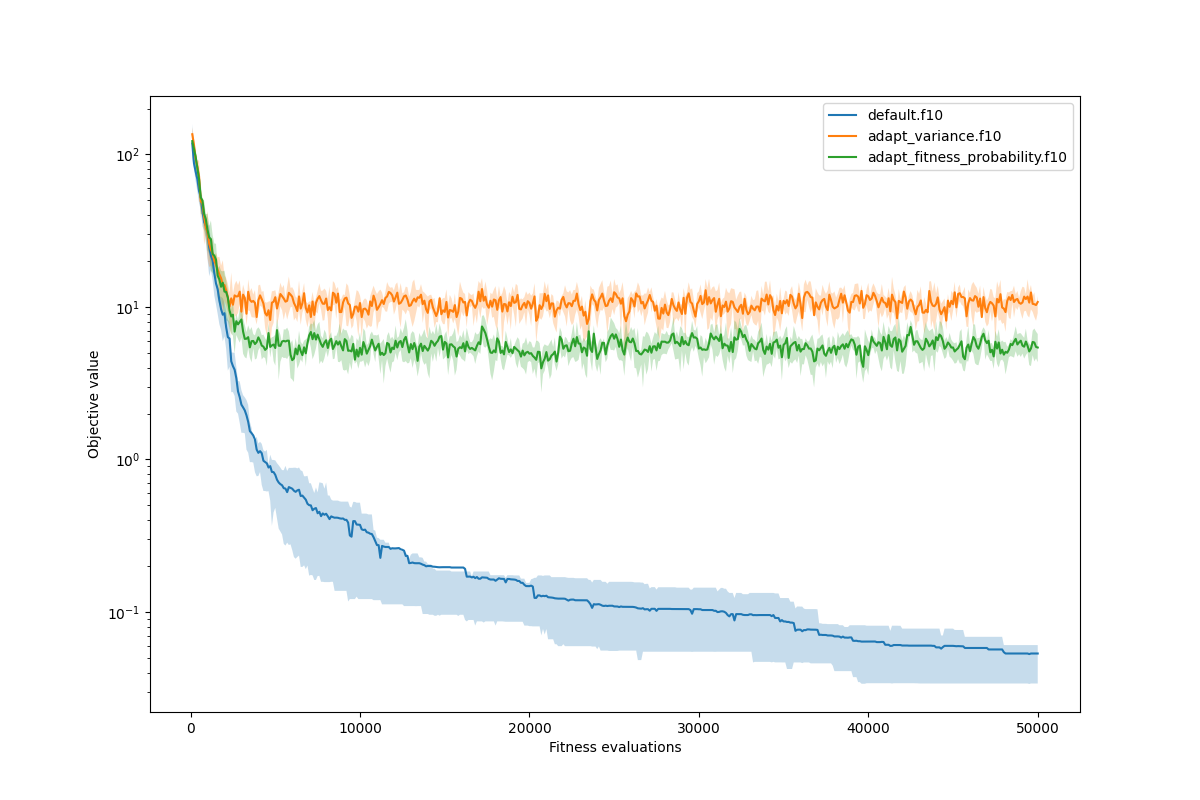 default.f10
adapt_variance.f10
adapt_fitness_probability.f10
10²
10¹
10⁰
10⁻¹
Objective value
0 10000 20000 30000 40000 50000
Fitness evaluations